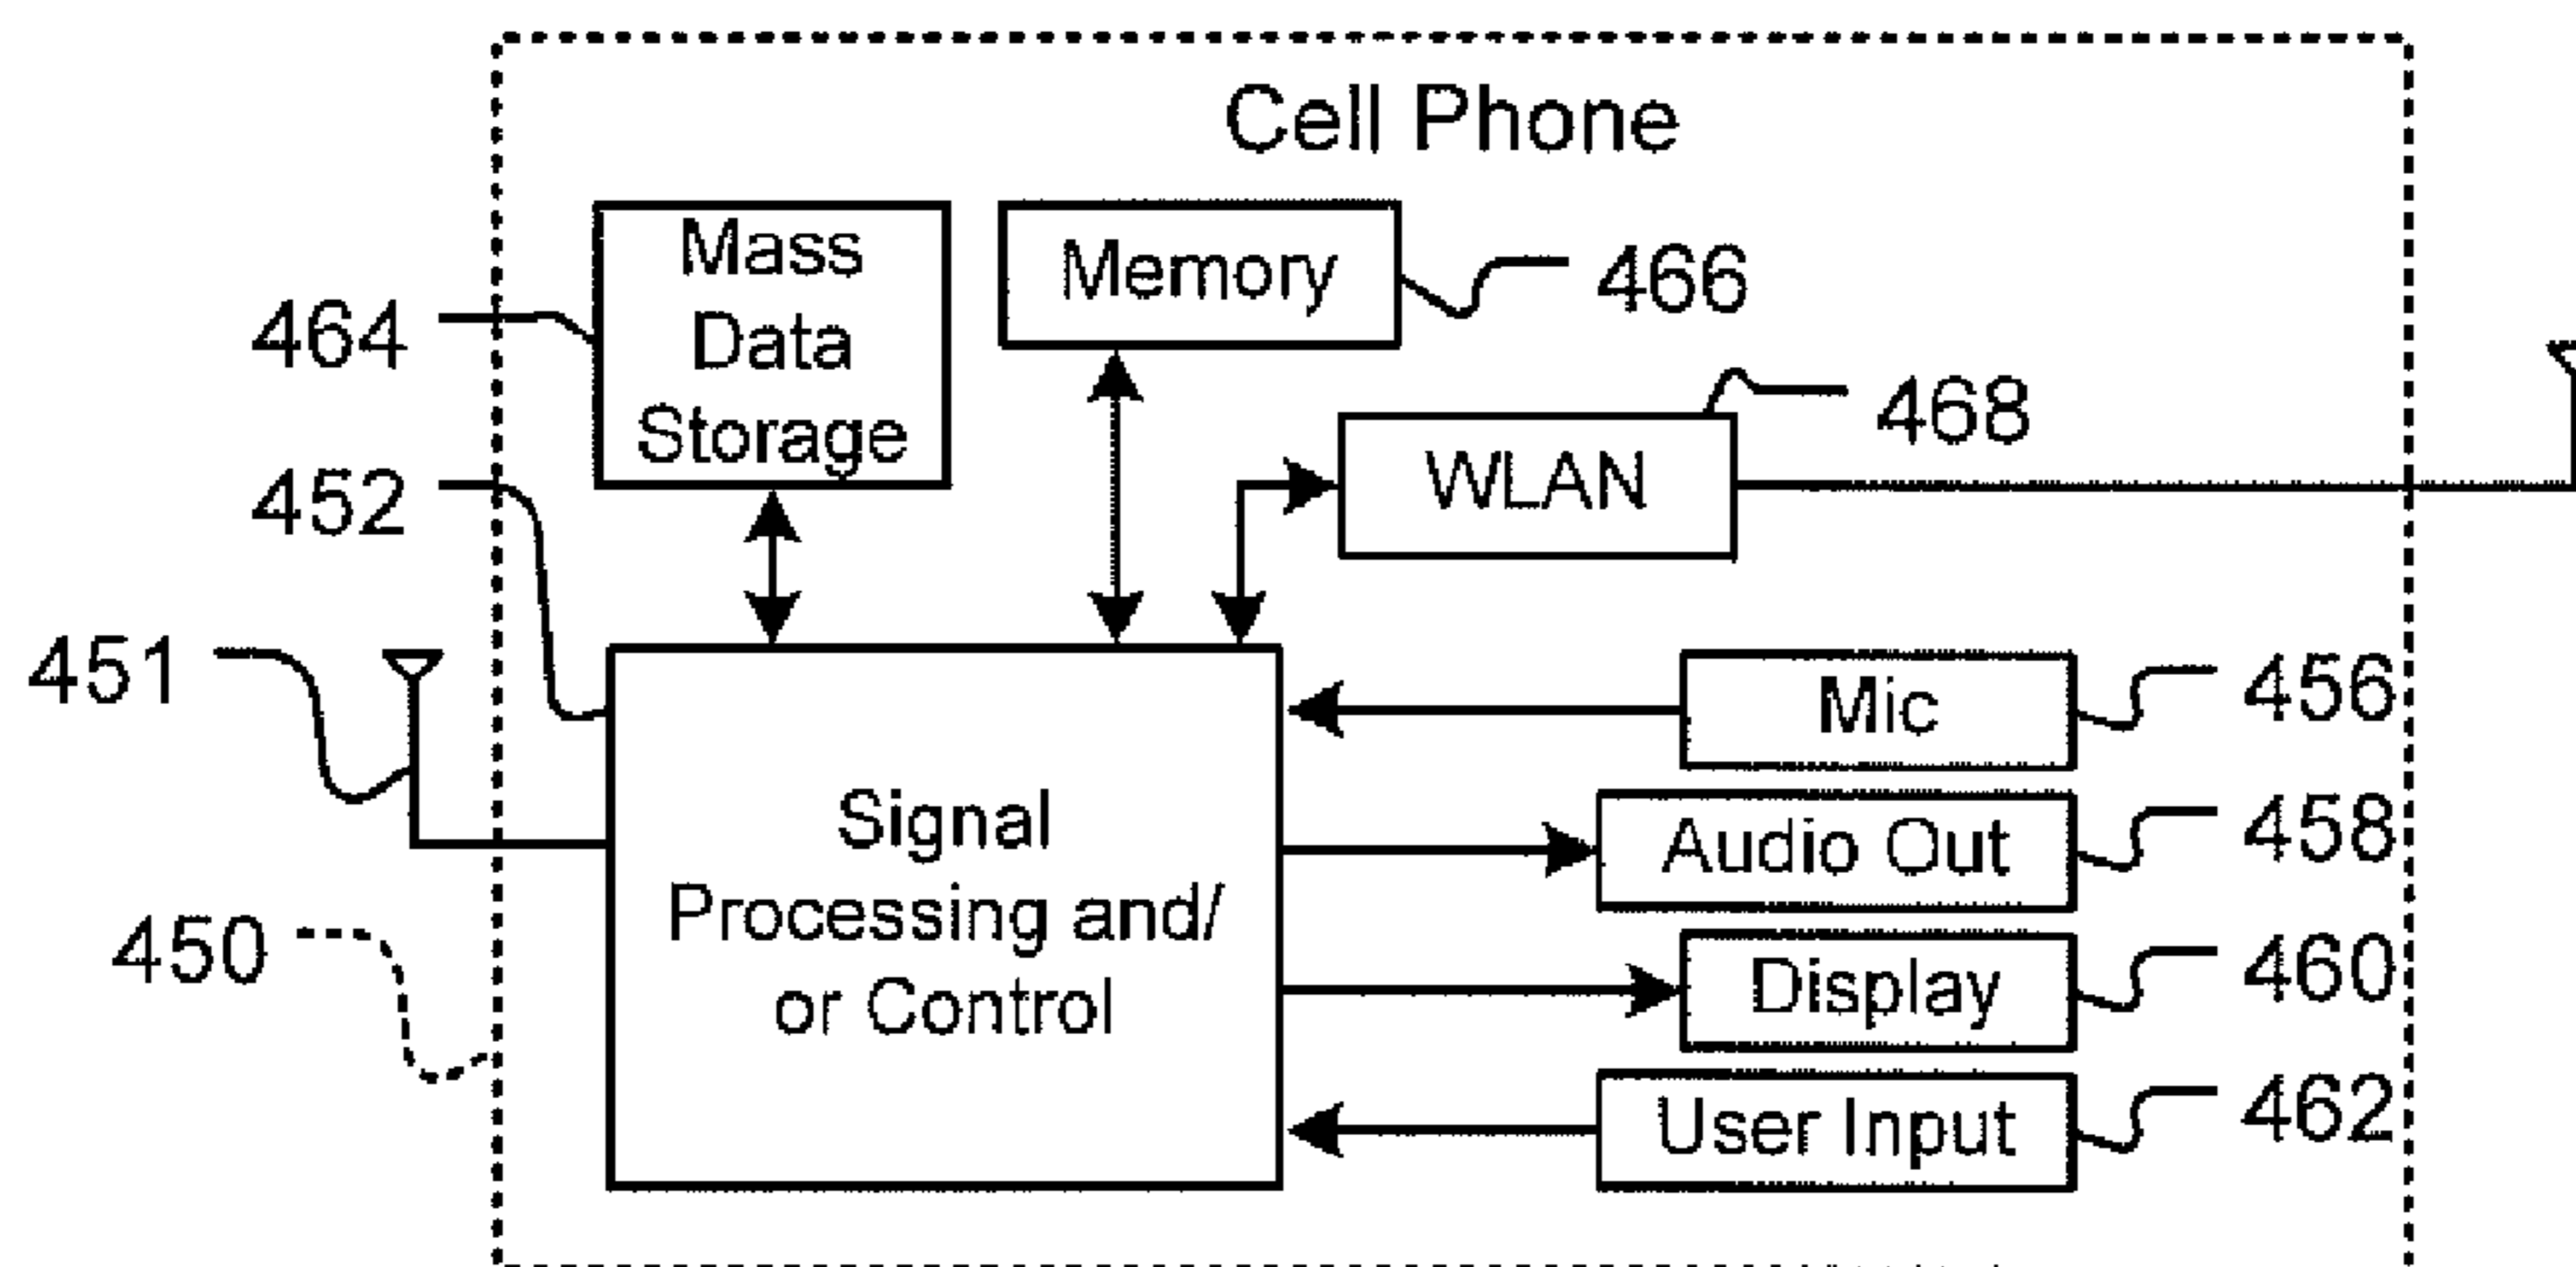 Cell Phone
Mass
Data
Storage
Memory
466
464
WLAN
468
452
451
Mic
456
Signal
Processing and/
or Control
Audio Out
458
450
Display
460
User Input
462